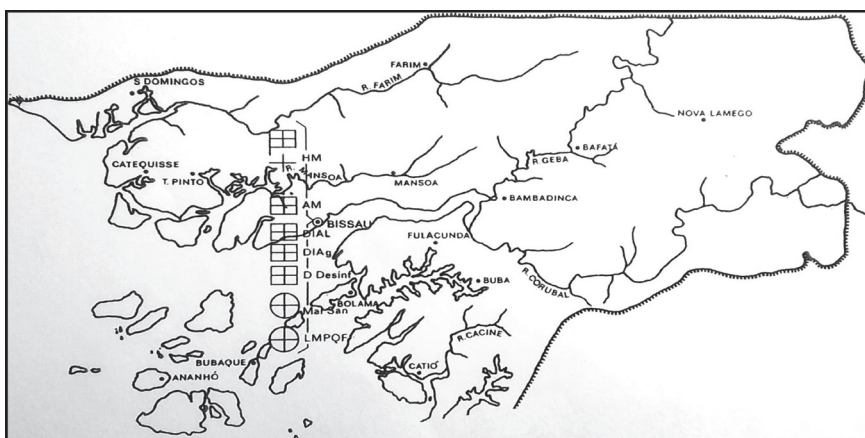 FARIM
S DOMINGOS
R. FARIM
NOVA LAMEGO
HM
BAFATÁ
R. GEBA
CATEQUISSE
T. PINTO
MANSOA
BAMBADINCA
AM
BISSAU
DIAL
FULACUNDA
DIAg
D Desinf
BUBA
R. CORUBAL
BOLAMA
Mal San
R. CACINE
LMPQF
BUBAQUE
CATIÓ
ANANHÓ